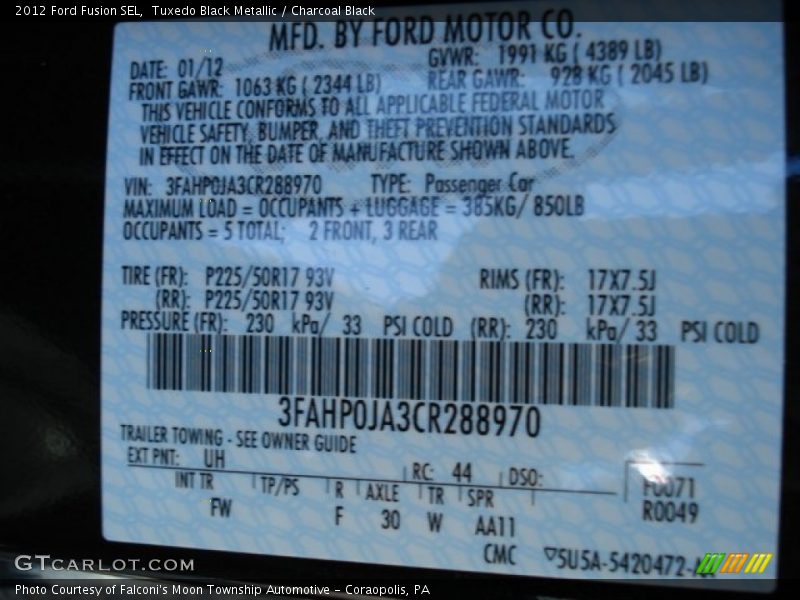 2012 Ford Fusion SEL, Tuxedo Black Metallic / Charcoal Black
MFD. BY FORD MOTOR CO.
DATE: 01/12 GVWR: 1991 KG ( 4389 LB)
FRONT GAWR: 1063 KG ( 2344 LB) REAR GAWR: 928 KG ( 2045 LB)
THIS VEHICLE CONFORMS TO ALL APPLICABLE FEDERAL MOTOR
VEHICLE SAFETY, BUMPER, AND THEFT PREVENTION STANDARDS
IN EFFECT ON THE DATE OF MANUFACTURE SHOWN ABOVE.
VIN: 3FAHP0JA3CR288970 TYPE: Passenger Car
MAXIMUM LOAD = OCCUPANTS + LUGGAGE = 385KG/ 850LB
OCCUPANTS = 5 TOTAL; 2 FRONT, 3 REAR
TIRE (FR): P225/50R17 93V RIMS (FR): 17X7.5J
(RR): P225/50R17 93V (RR): 17X7.5J
PRESSURE (FR): 230 kPa/ 33 PSI COLD (RR): 230 kPa/ 33 PSI COLD
3FAHP0JA3CR288970
TRAILER TOWING - SEE OWNER GUIDE
EXT PNT: UH RC: 44 DSO: F0071
INT TR TP/PS R AXLE TR SPR R0049
FW F 30 W AA11
CMC ▽5U5A-5420472-
GTCARLOT.COM
Photo Courtesy of Falconi's Moon Township Automotive – Coraopolis, PA